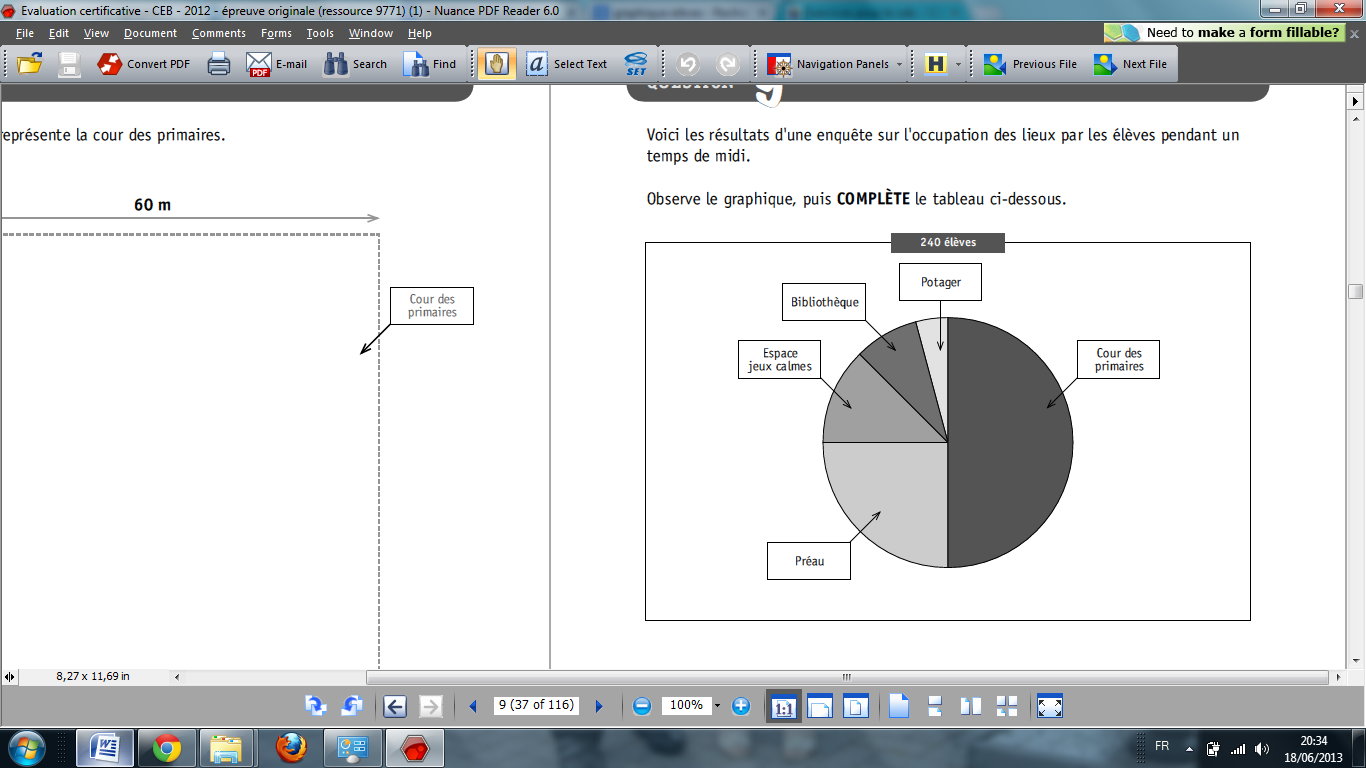 Evaluation certificative - CEB - 2012 - épreuve originale (ressource 9771) (1) - Nuance PDF Reader 6.0
File Edit View Document Comments Forms Tools Window Help
Need to make a form fillable?
Convert PDF E-mail Search Find Select Text SET Navigation Panels H Previous File Next File
QUESTION 9
représente la cour des primaires.
60 m
Cour des
primaires
Voici les résultats d'une enquête sur l'occupation des lieux par les élèves pendant un
temps de midi.
Observe le graphique, puis COMPLÈTE le tableau ci-dessous.
240 élèves
Potager
Bibliothèque
Espace
jeux calmes
Cour des
primaires
Préau
8,27 x 11,69 in
9 (37 of 116)
100%
1:1
FR
20:34
18/06/2013